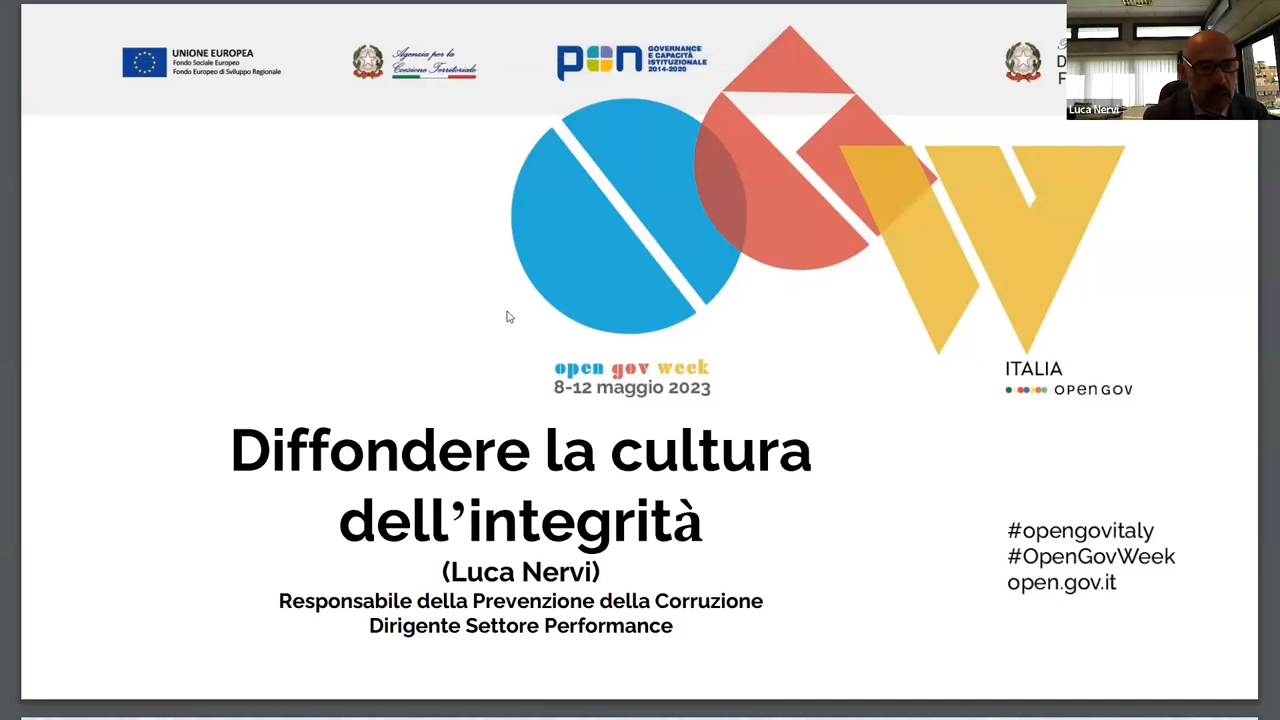 UNIONE EUROPEA
Fondo Sociale Europeo
Fondo Europeo di Sviluppo Regionale
Agenzia per la
Coesione Territoriale
pon
GOVERNANCE
E CAPACITÀ
ISTITUZIONALE
2014-2020
Luca Nervi
open gov week
8-12 maggio 2023
ITALIA
OPEN GOV
Diffondere la cultura
dell’integrità
(Luca Nervi)
Responsabile della Prevenzione della Corruzione
Dirigente Settore Performance
#opengovitaly
#OpenGovWeek
open.gov.it